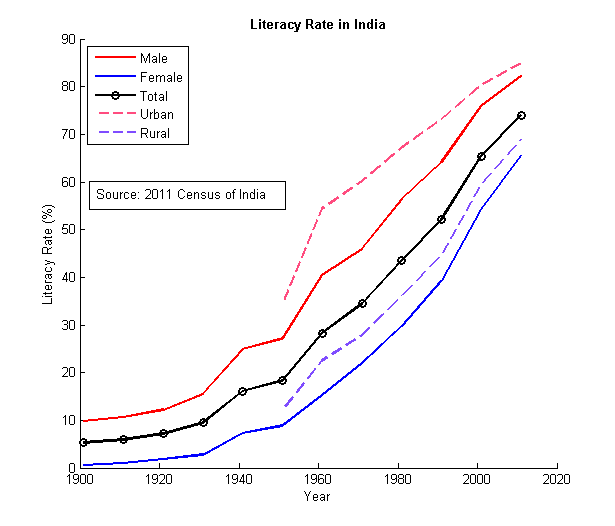 Literacy Rate in India
90
80
70
60
50
40
30
20
10
0
Literacy Rate (%)
Male
Female
Total
Urban
Rural
Source: 2011 Census of India
1900 1920 1940 1960 1980 2000 2020
Year